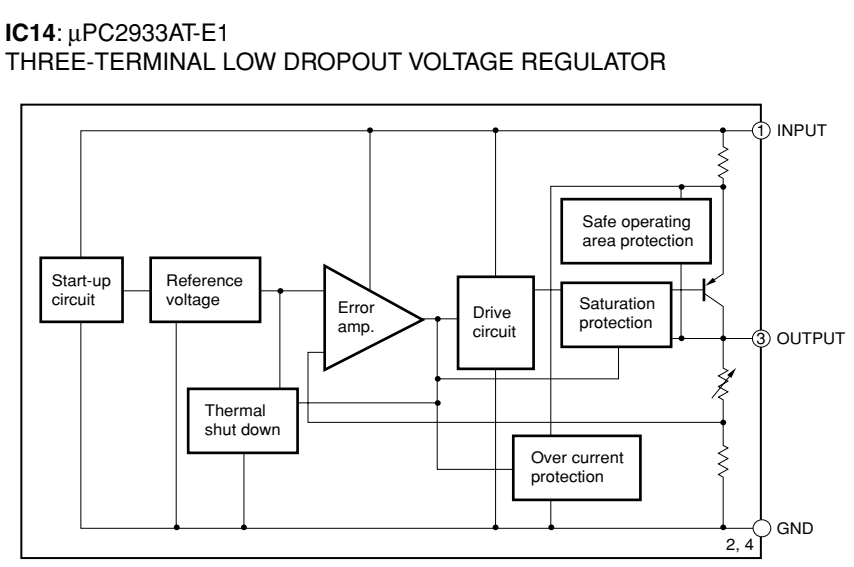 IC14: µPC2933AT-E1
THREE-TERMINAL LOW DROPOUT VOLTAGE REGULATOR
1 INPUT
Safe operating
area protection
Start-up
circuit
Reference
voltage
Error
amp.
Drive
circuit
Saturation
protection
3 OUTPUT
Thermal
shut down
Over current
protection
GND
2, 4